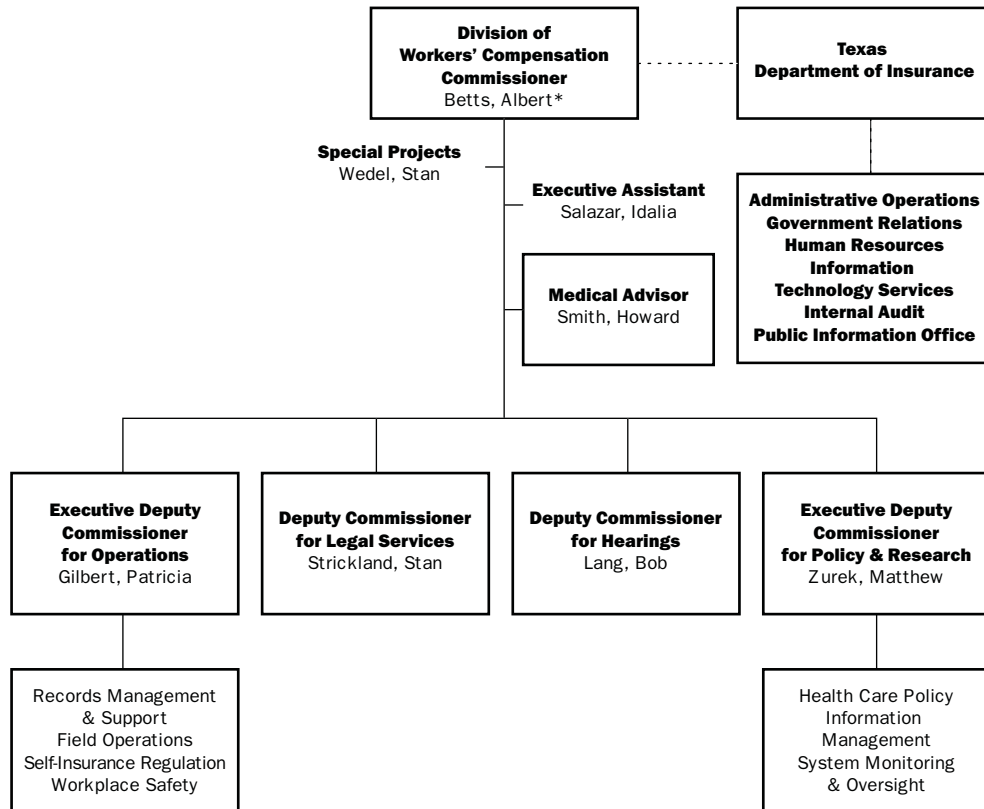 Division of
Workers’ Compensation
Commissioner
Betts, Albert*
Texas
Department of Insurance
Special Projects
Wedel, Stan
Executive Assistant
Salazar, Idalia
Administrative Operations
Government Relations
Human Resources
Information
Technology Services
Internal Audit
Public Information Office
Medical Advisor
Smith, Howard
Executive Deputy
Commissioner
for Operations
Gilbert, Patricia
Deputy Commissioner
for Legal Services
Strickland, Stan
Deputy Commissioner
for Hearings
Lang, Bob
Executive Deputy
Commissioner
for Policy & Research
Zurek, Matthew
Records Management
& Support
Field Operations
Self-Insurance Regulation
Workplace Safety
Health Care Policy
Information
Management
System Monitoring
& Oversight